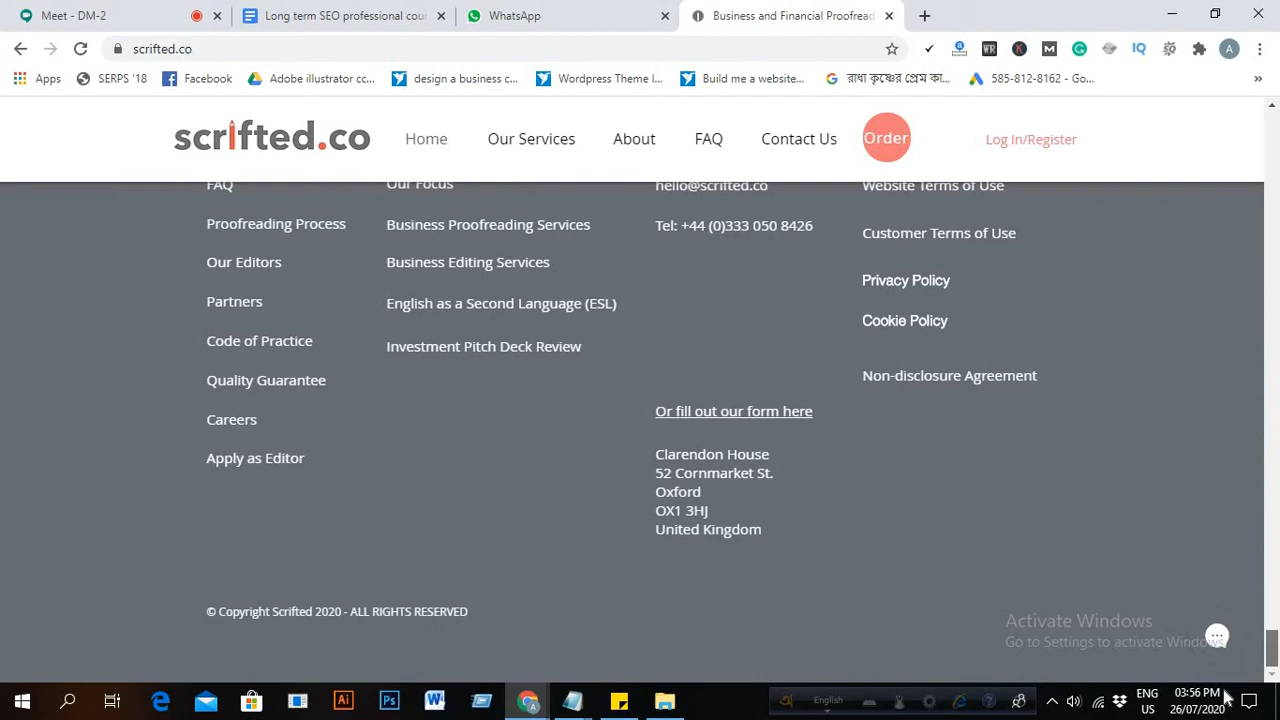 Meet - DM-2
Long term SEO professional cour
WhatsApp
Business and Financial Proofread
scrifted.co
Apps
SERPS '18
Facebook
Adobe illustrator cc...
design a business c...
Wordpress Theme I...
Build me a website...
রাধা কৃষ্ণের প্রেম কা...
585-812-8162 - Go...
scrifted.co
Home
Our Services
About
FAQ
Contact Us
Order
Log In/Register
FAQ
Proofreading Process
Our Editors
Partners
Code of Practice
Quality Guarantee
Careers
Apply as Editor
Our Focus
Business Proofreading Services
Business Editing Services
English as a Second Language (ESL)
Investment Pitch Deck Review
hello@scrifted.co
Tel: +44 (0)333 050 8426
Or fill out our form here
Clarendon House
52 Cornmarket St.
Oxford
OX1 3HJ
United Kingdom
Website Terms of Use
Customer Terms of Use
Privacy Policy
Cookie Policy
Non-disclosure Agreement
© Copyright Scrifted 2020 - ALL RIGHTS RESERVED
Activate Windows
Go to Settings to activate Windows.
English
ENG
US
03:56 PM
26/07/2020